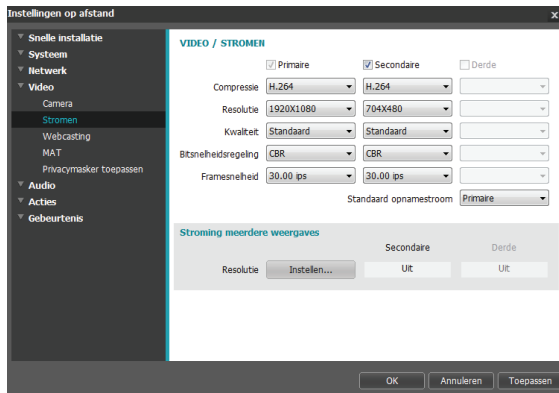 Instellingen op afstand x
Snelle installatie
Systeem
Netwerk
Video
Camera
Stromen
Webcasting
MAT
Privacymasker toepassen
Audio
Acties
Gebeurtenis
VIDEO / STROMEN
Primaire Secondaire Derde
Compressie H.264 H.264
Resolutie 1920X1080 704X480
Kwaliteit Standaard Standaard
Bitsnelheidsregeling CBR CBR
Framesnelheid 30.00 ips 30.00 ips
Standaard opnamestroom Primaire
Stroming meerdere weergaves
Secondaire Derde
Resolutie Instellen... Uit Uit
OK Annuleren Toepassen